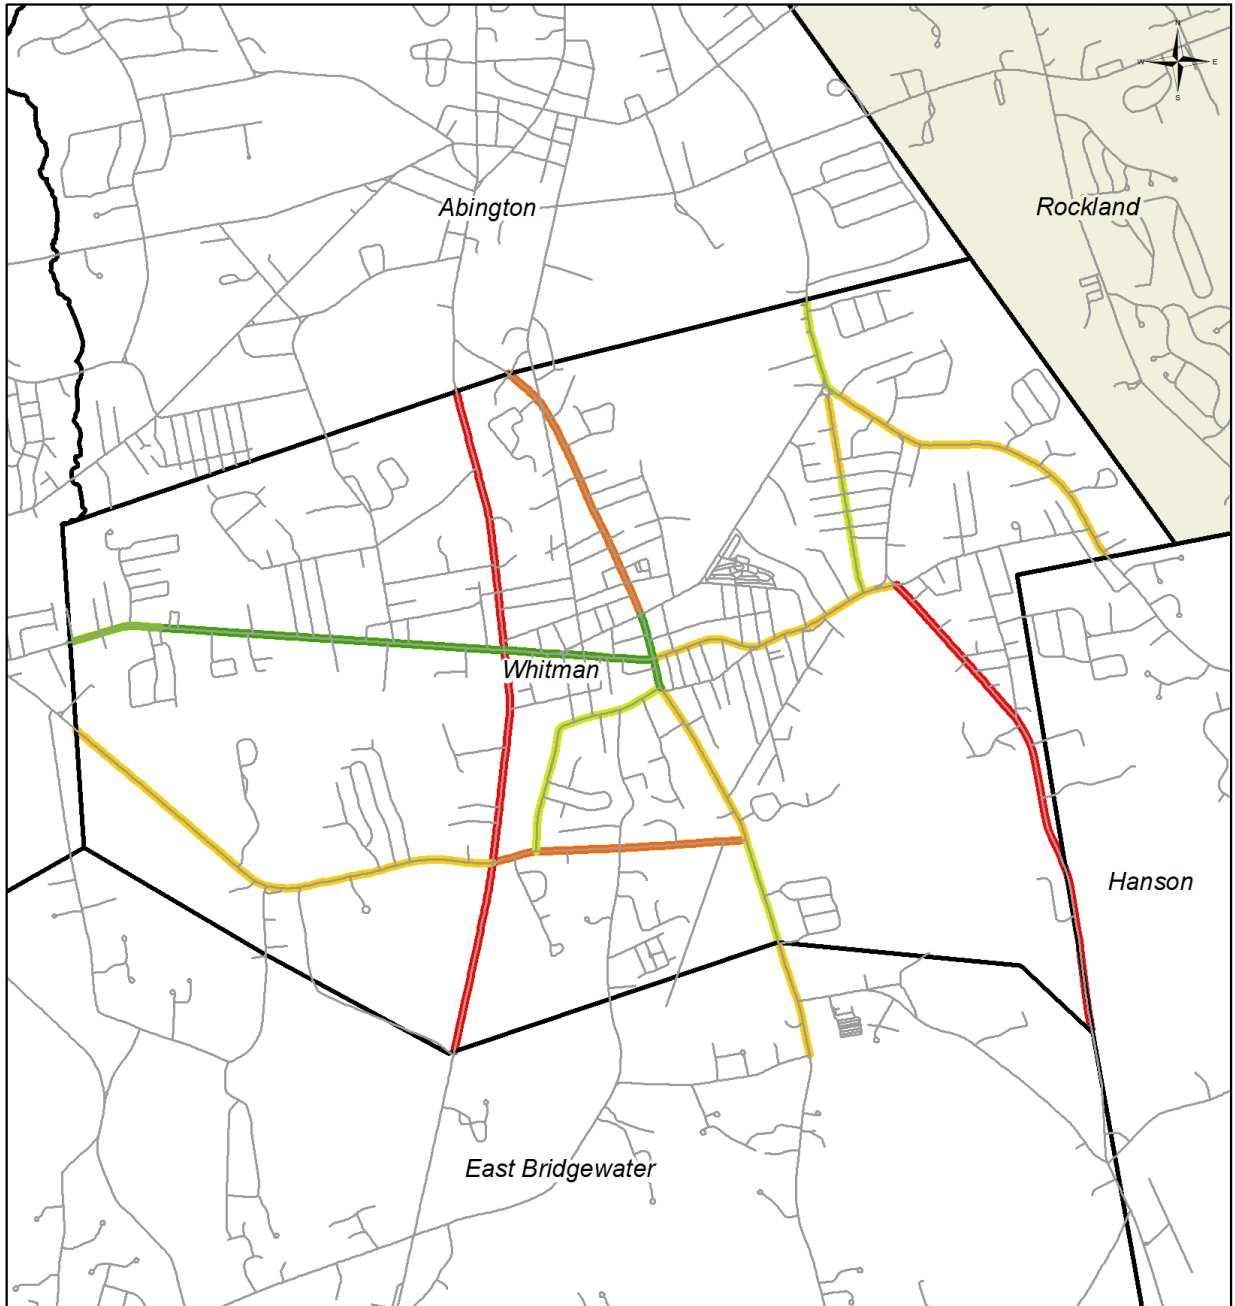 N
W
E
S
Abington
Rockland
Whitman
Hanson
East Bridgewater